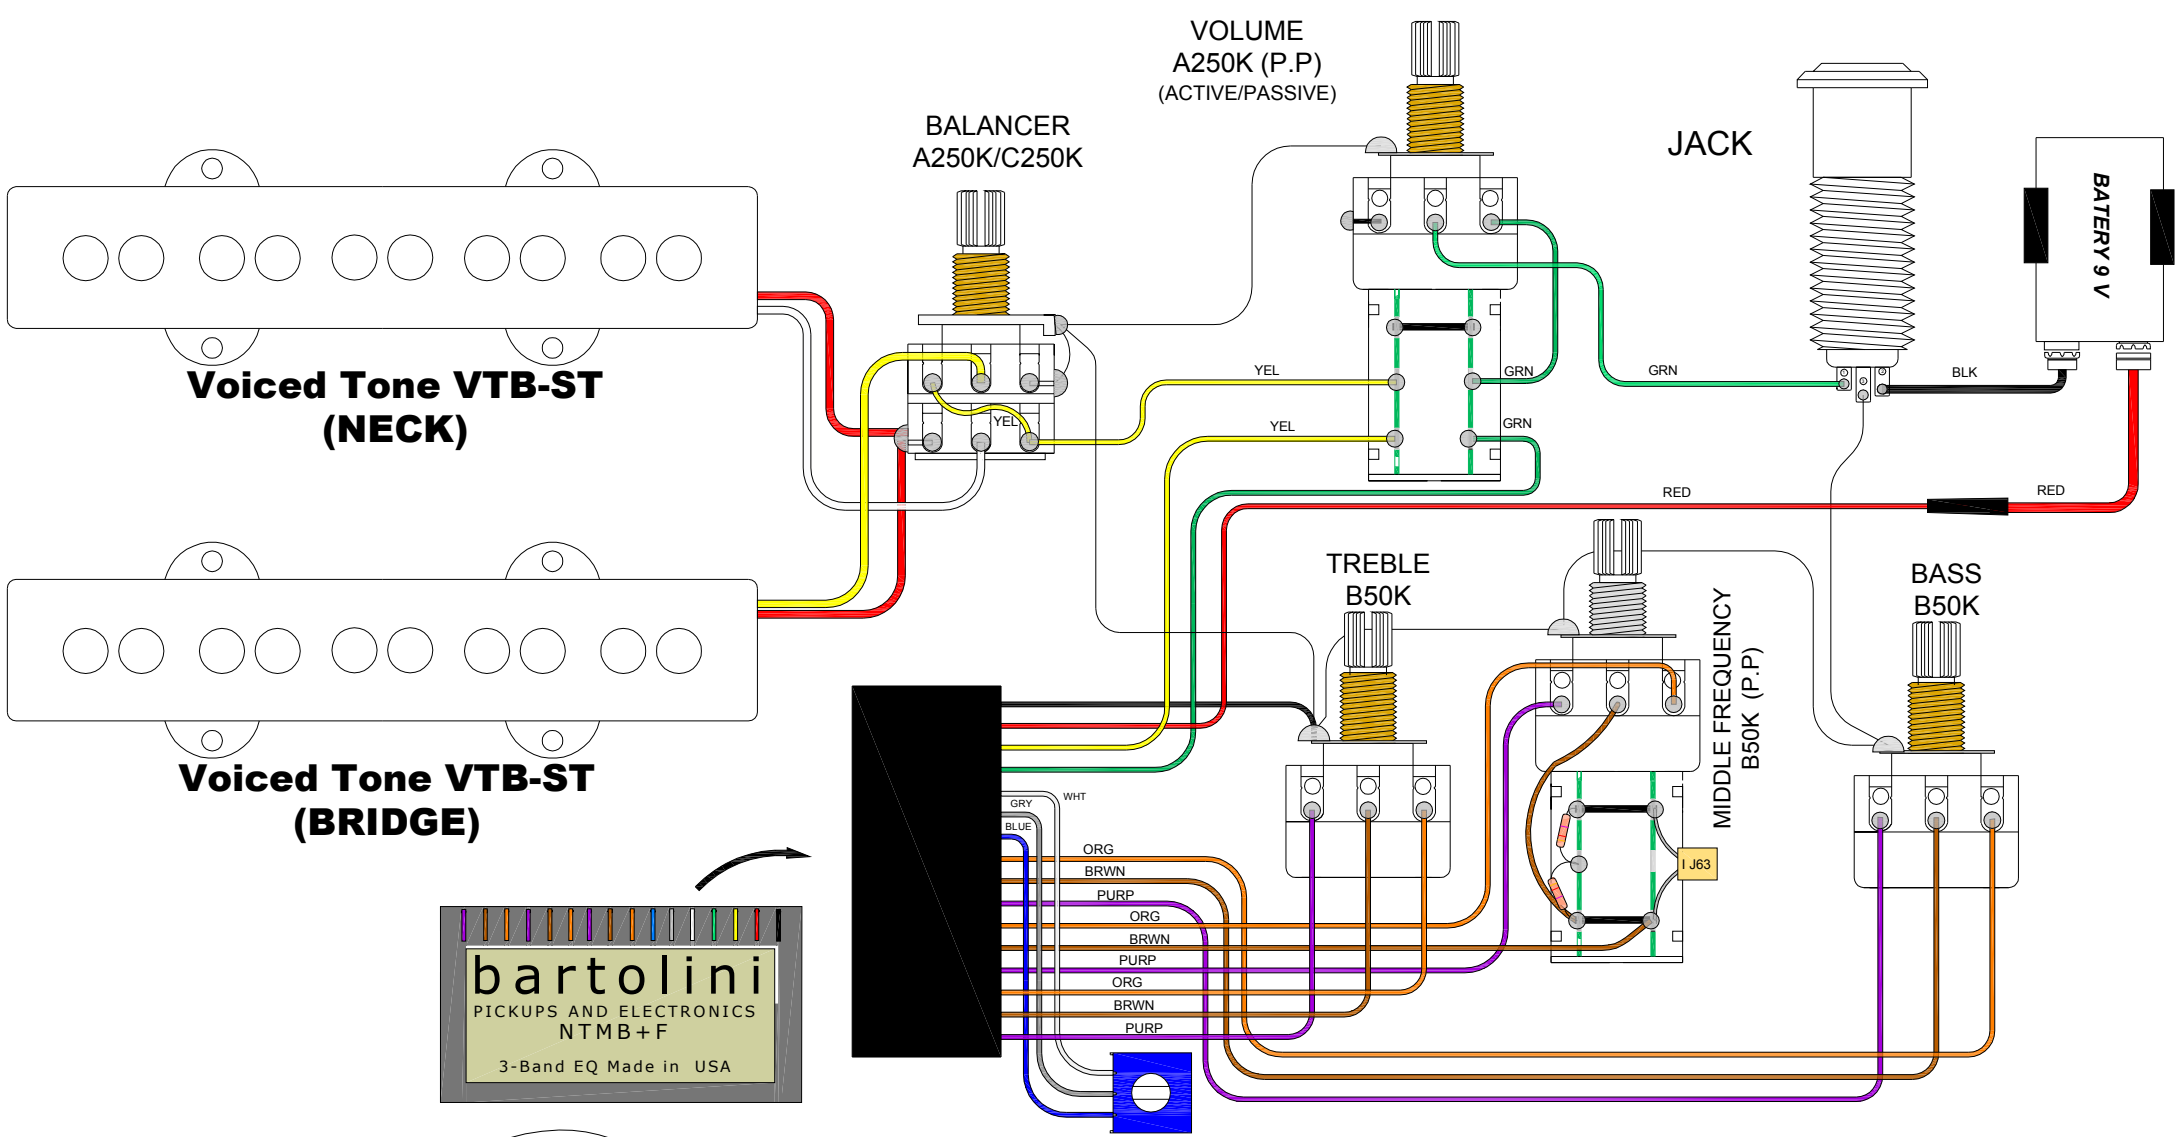 VOLUME
A250K (P.P)
(ACTIVE/PASSIVE)
BALANCER
A250K/C250K
JACK
BATERY 9 V
Voiced Tone VTB-ST
(NECK)
YEL
YEL
YEL
GRN
GRN
GRN
BLK
RED
RED
TREBLE
B50K
MIDDLE FREQUENCY
B50K (P.P)
BASS
B50K
Voiced Tone VTB-ST
(BRIDGE)
WHT
GRY
BLUE
ORG
BRWN
PURP
ORG
BRWN
PURP
ORG
BRWN
PURP
I J63
bartolini
PICKUPS AND ELECTRONICS
NTMB+F
3-Band EQ Made in USA